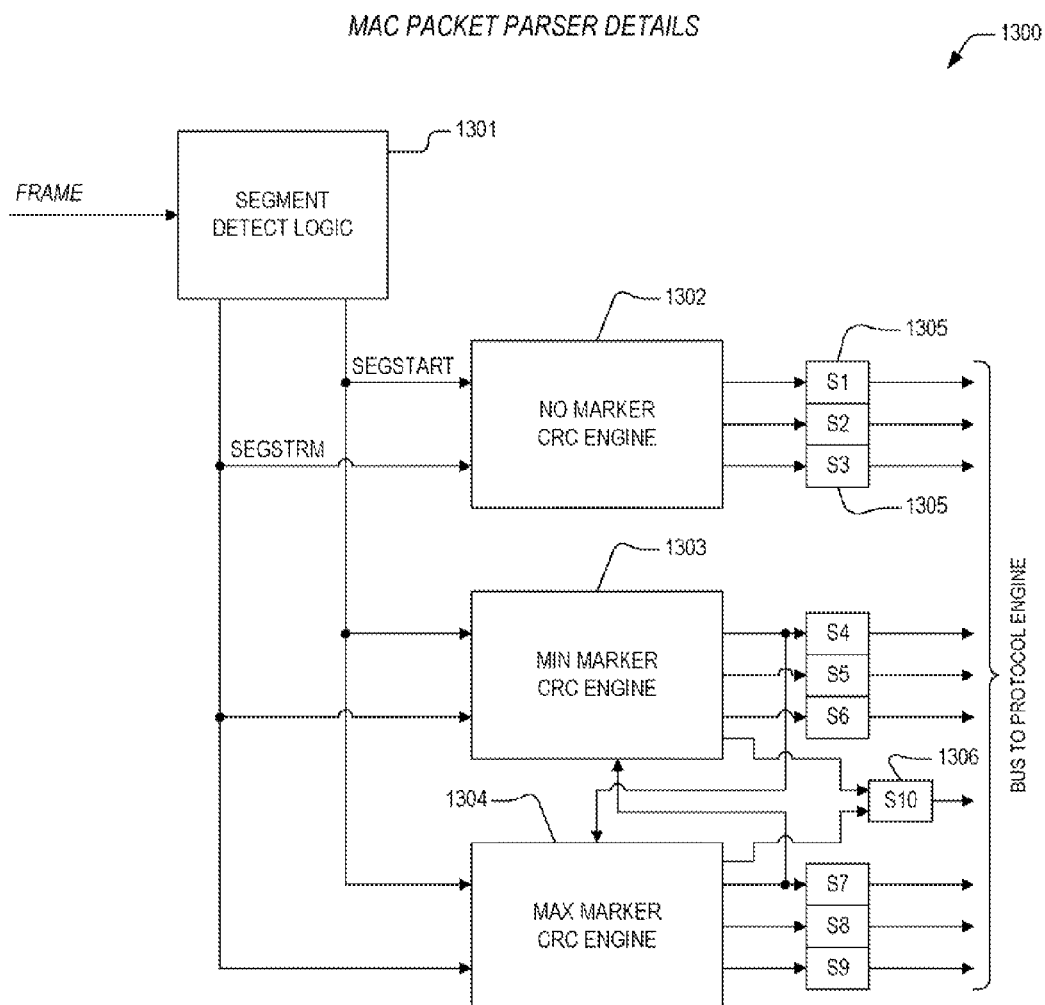 MAC PACKET PARSER DETAILS
1300
1301
FRAME
SEGMENT
DETECT LOGIC
1302
1305
SEGSTART
NO MARKER
CRC ENGINE
S1
S2
S3
SEGSTRM
1305
1303
MIN MARKER
CRC ENGINE
S4
S5
S6
BUS TO PROTOCOL ENGINE
1306
S10
1304
MAX MARKER
CRC ENGINE
S7
S8
S9